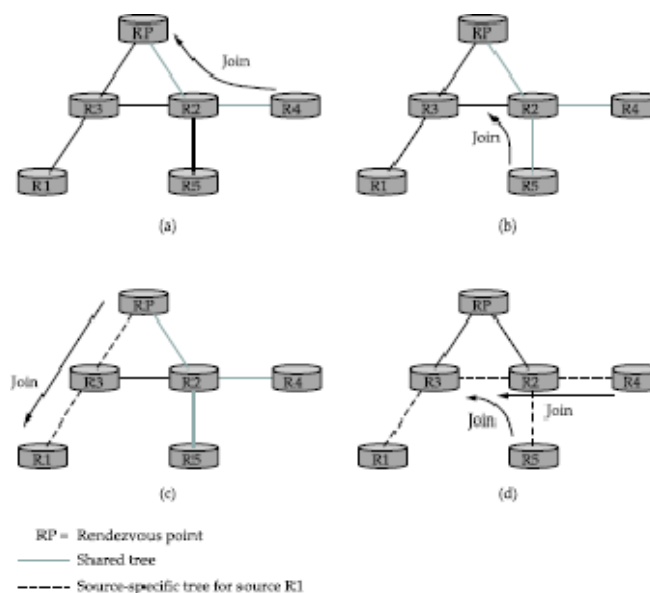 RP
Join
R3
R2
R4
R1
R5
(a)
RP
R3
R2
R4
Join
R1
R5
(b)
RP
Join
R3
R2
R4
R1
R5
(c)
RP
R3
R2
R4
Join
Join
R1
R5
(d)
RP = Rendezvous point
Shared tree
Source-specific tree for source R1